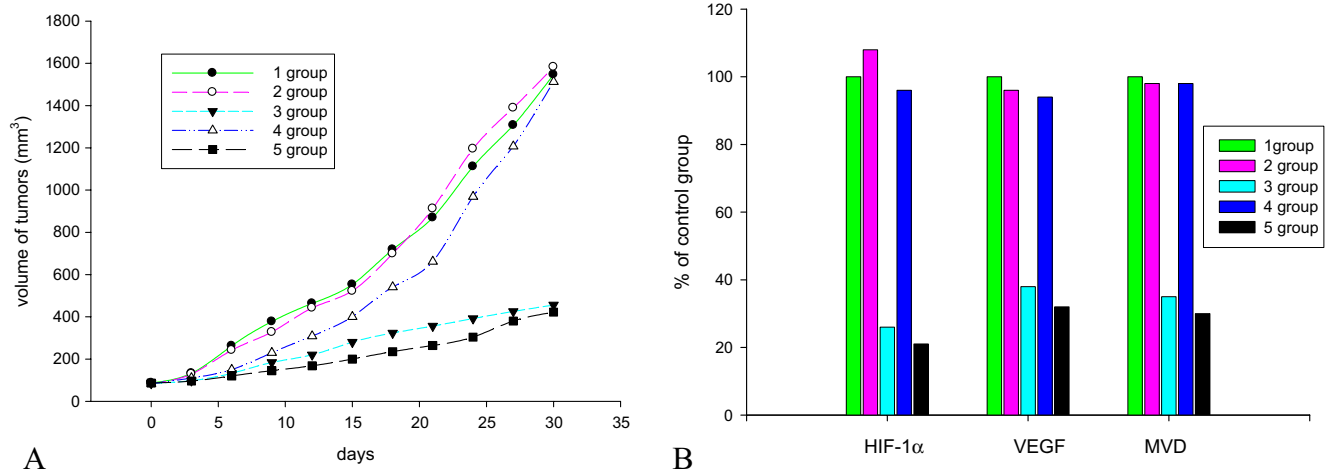 1800
1600
1400
1200
1000
800
600
400
200
0
volume of tumors (mm³)
1 group
2 group
3 group
4 group
5 group
0 5 10 15 20 25 30 35
days
A
120
100
80
60
40
20
0
% of control group
1group
2 group
3 group
4 group
5 group
HIF-1α VEGF MVD
B